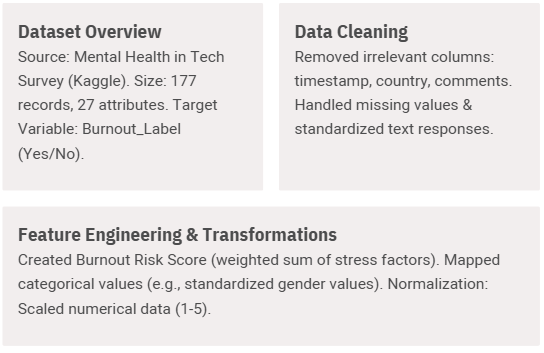 Dataset Overview
Source: Mental Health in Tech
Survey (Kaggle). Size: 177
records, 27 attributes. Target
Variable: Burnout_Label
(Yes/No).
Data Cleaning
Removed irrelevant columns:
timestamp, country, comments.
Handled missing values &
standardized text responses.
Feature Engineering & Transformations
Created Burnout Risk Score (weighted sum of stress factors). Mapped
categorical values (e.g., standardized gender values). Normalization:
Scaled numerical data (1-5).